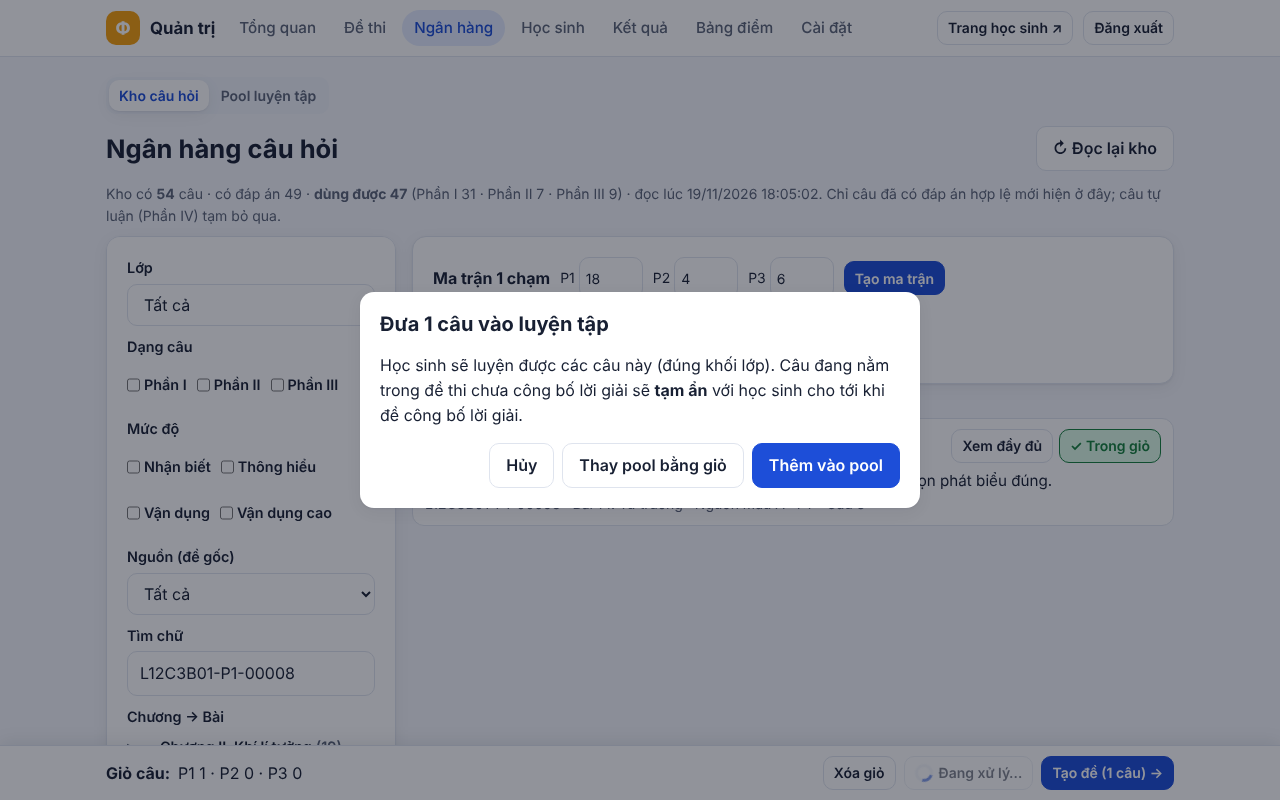 Φ Quản trị Tổng quan Đề thi Ngân hàng Học sinh Kết quả Bảng điểm Cài đặt Trang học sinh ↗ Đăng xuất
Kho câu hỏi Pool luyện tập
Ngân hàng câu hỏi
↻ Đọc lại kho
Kho có 54 câu · có đáp án 49 · dùng được 47 (Phần I 31 · Phần II 7 · Phần III 9) · đọc lúc 19/11/2026 18:05:02. Chỉ câu đã có đáp án hợp lệ mới hiện ở đây; câu tự
luận (Phần IV) tạm bỏ qua.
Lớp
Tất cả
Dạng câu
Phần I Phần II Phần III
Mức độ
Nhận biết Thông hiểu
Vận dụng Vận dụng cao
Nguồn (đề gốc)
Tất cả
Tìm chữ
L12C3B01-P1-00008
Chương → Bài
Chương II. Khí lí tưởng (19)
Ma trận 1 chạm P1 18 P2 4 P3 6 Tạo ma trận
Đưa 1 câu vào luyện tập
Học sinh sẽ luyện được các câu này (đúng khối lớp). Câu đang nằm
trong đề thi chưa công bố lời giải sẽ tạm ẩn với học sinh cho tới khi
đề công bố lời giải.
Hủy Thay pool bằng giỏ Thêm vào pool
Xem đầy đủ ✓ Trong giỏ
phát biểu đúng.
Giỏ câu: P1 1 · P2 0 · P3 0
Xóa giỏ Đang xử lý... Tạo đề (1 câu) →